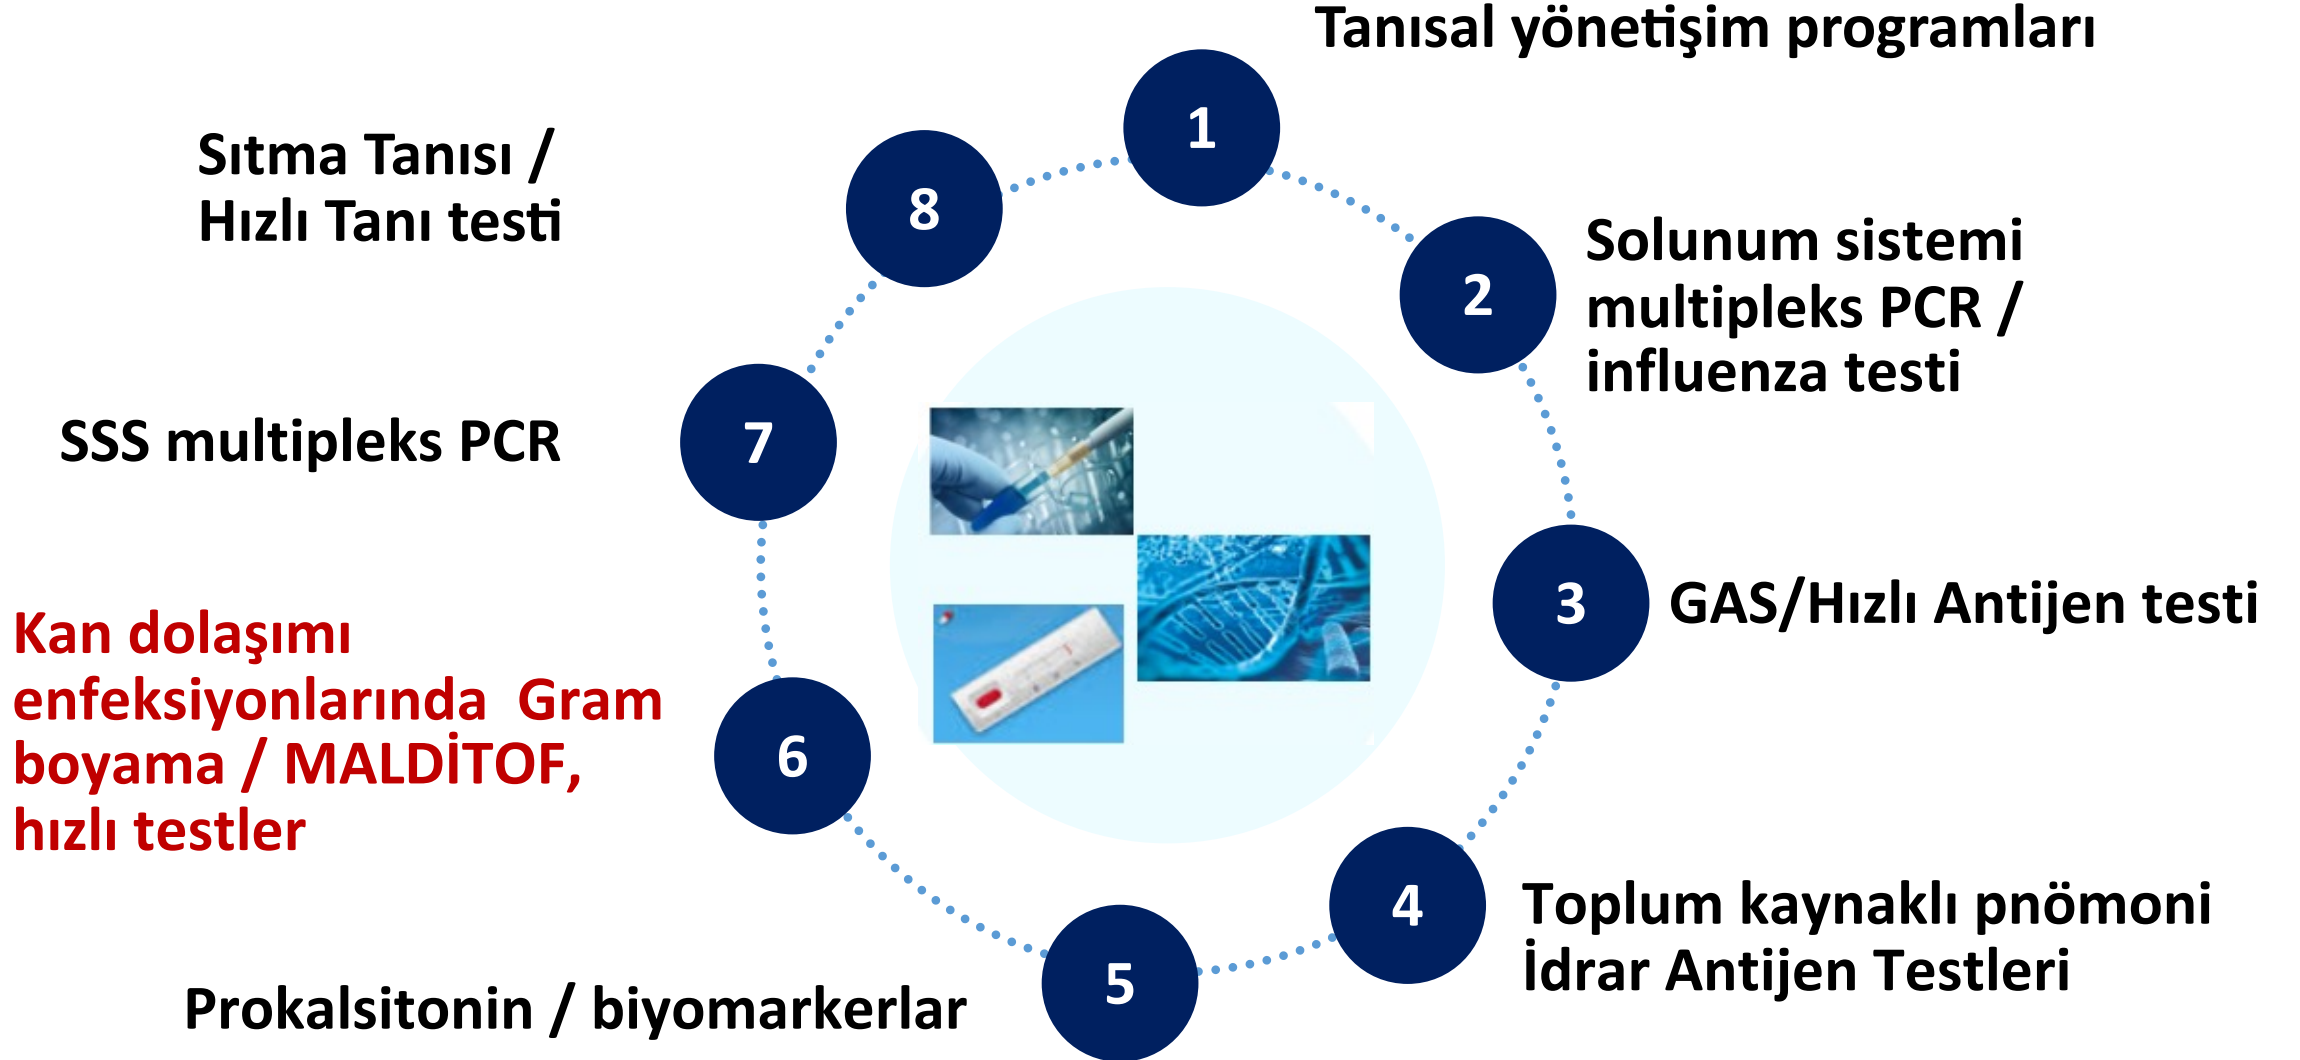 1
Tanısal yönetişim programları
2
Solunum sistemi
multipleks PCR /
influenza testi
3
GAS/Hızlı Antijen testi
4
Toplum kaynaklı pnömoni
İdrar Antijen Testleri
5
Prokalsitonin / biyomarkerlar
6
Kan dolaşımı
enfeksiyonlarında Gram
boyama / MALDİTOF,
hızlı testler
7
SSS multipleks PCR
8
Sıtma Tanısı /
Hızlı Tanı testi